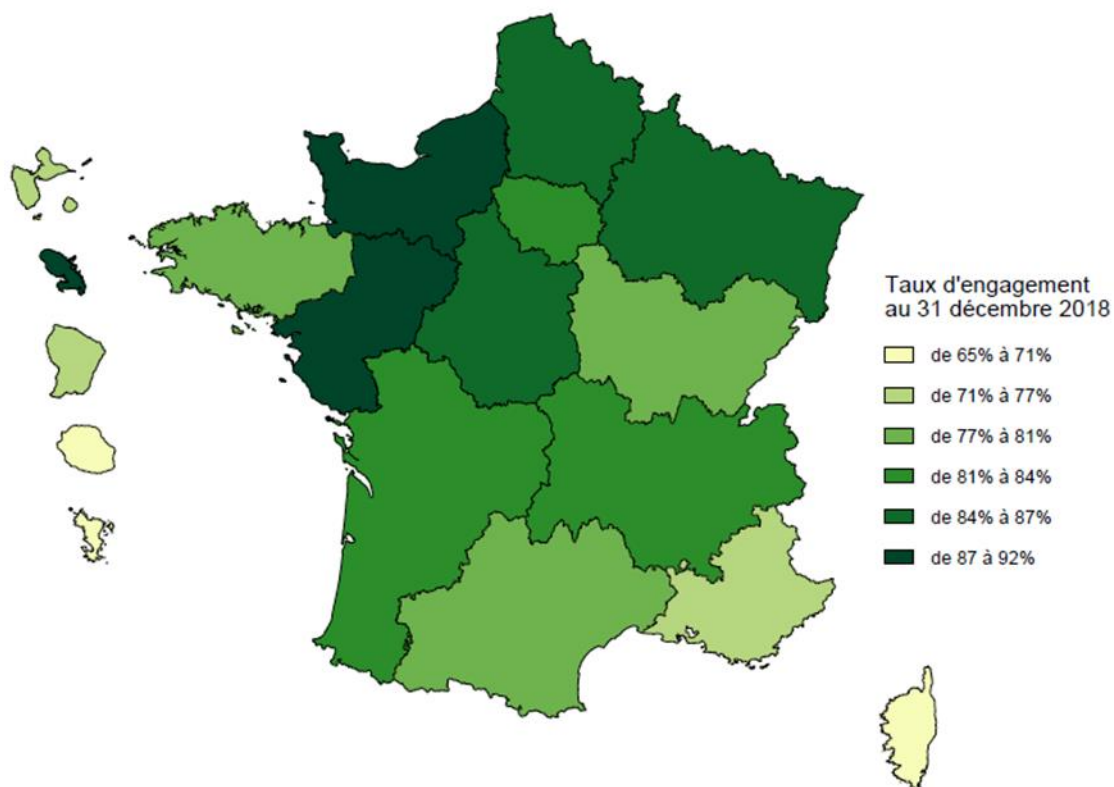 Taux d'engagement
au 31 décembre 2018
de 65% à 71%
de 71% à 77%
de 77% à 81%
de 81% à 84%
de 84% à 87%
de 87 à 92%